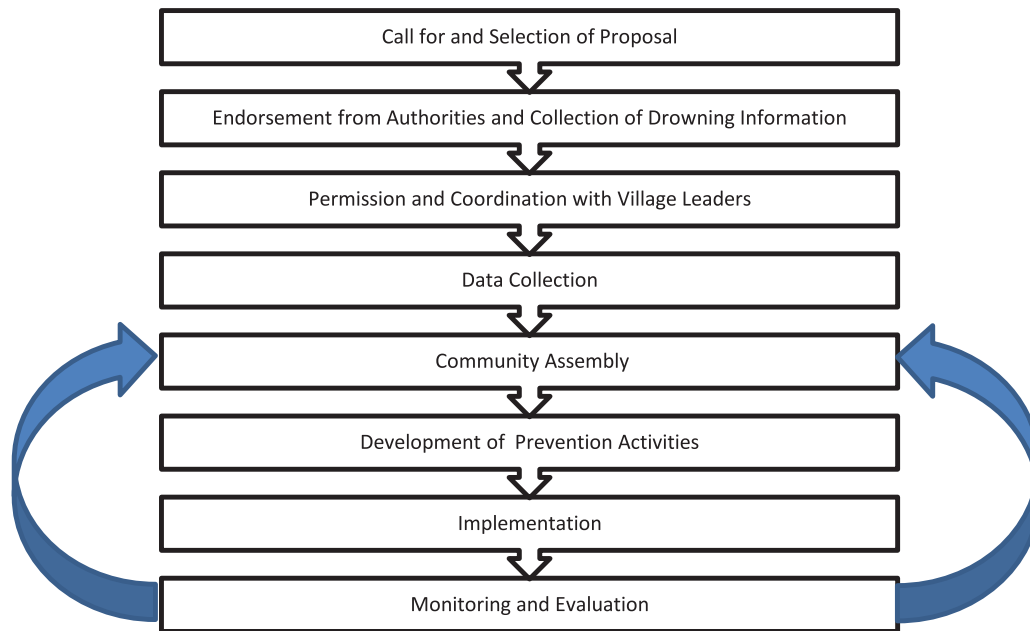 Call for and Selection of Proposal
Endorsement from Authorities and Collection of Drowning Information
Permission and Coordination with Village Leaders
Data Collection
Community Assembly
Development of  Prevention Activities
Implementation
Monitoring and Evaluation